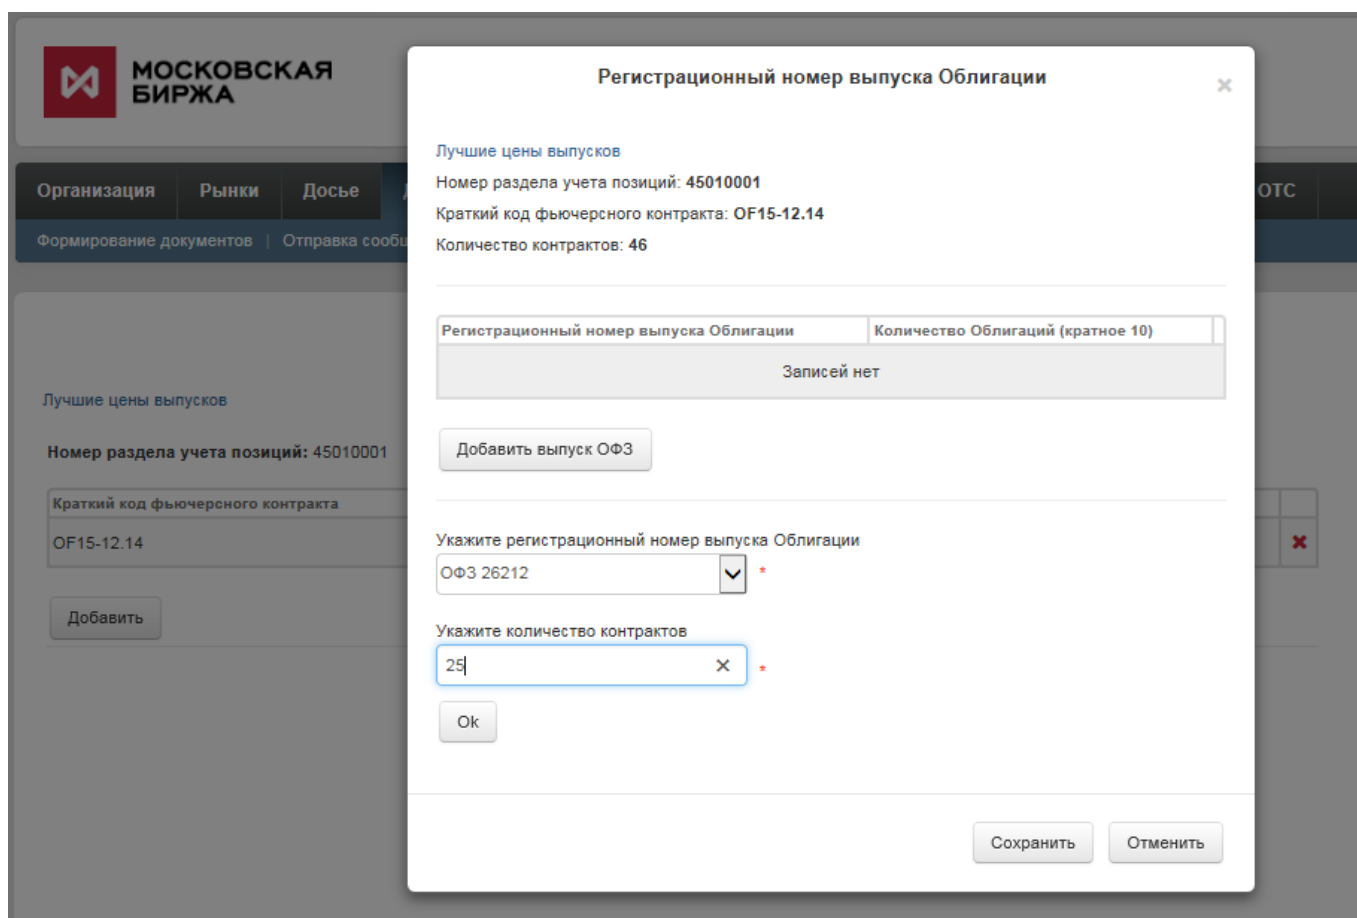 МОСКОВСКАЯ
БИРЖА
Организация Рынки Досье
ОТС
Формирование документов | Отправка сообщ
Лучшие цены выпусков
Номер раздела учета позиций: 45010001
Краткий код фьючерсного контракта
OF15-12.14
Добавить
Регистрационный номер выпуска Облигации
Лучшие цены выпусков
Номер раздела учета позиций: 45010001
Краткий код фьючерсного контракта: OF15-12.14
Количество контрактов: 46
Регистрационный номер выпуска Облигации Количество Облигаций (кратное 10)
Записей нет
Добавить выпуск ОФЗ
Укажите регистрационный номер выпуска Облигации
ОФЗ 26212 *
Укажите количество контрактов
25 *
Ok
Сохранить Отменить